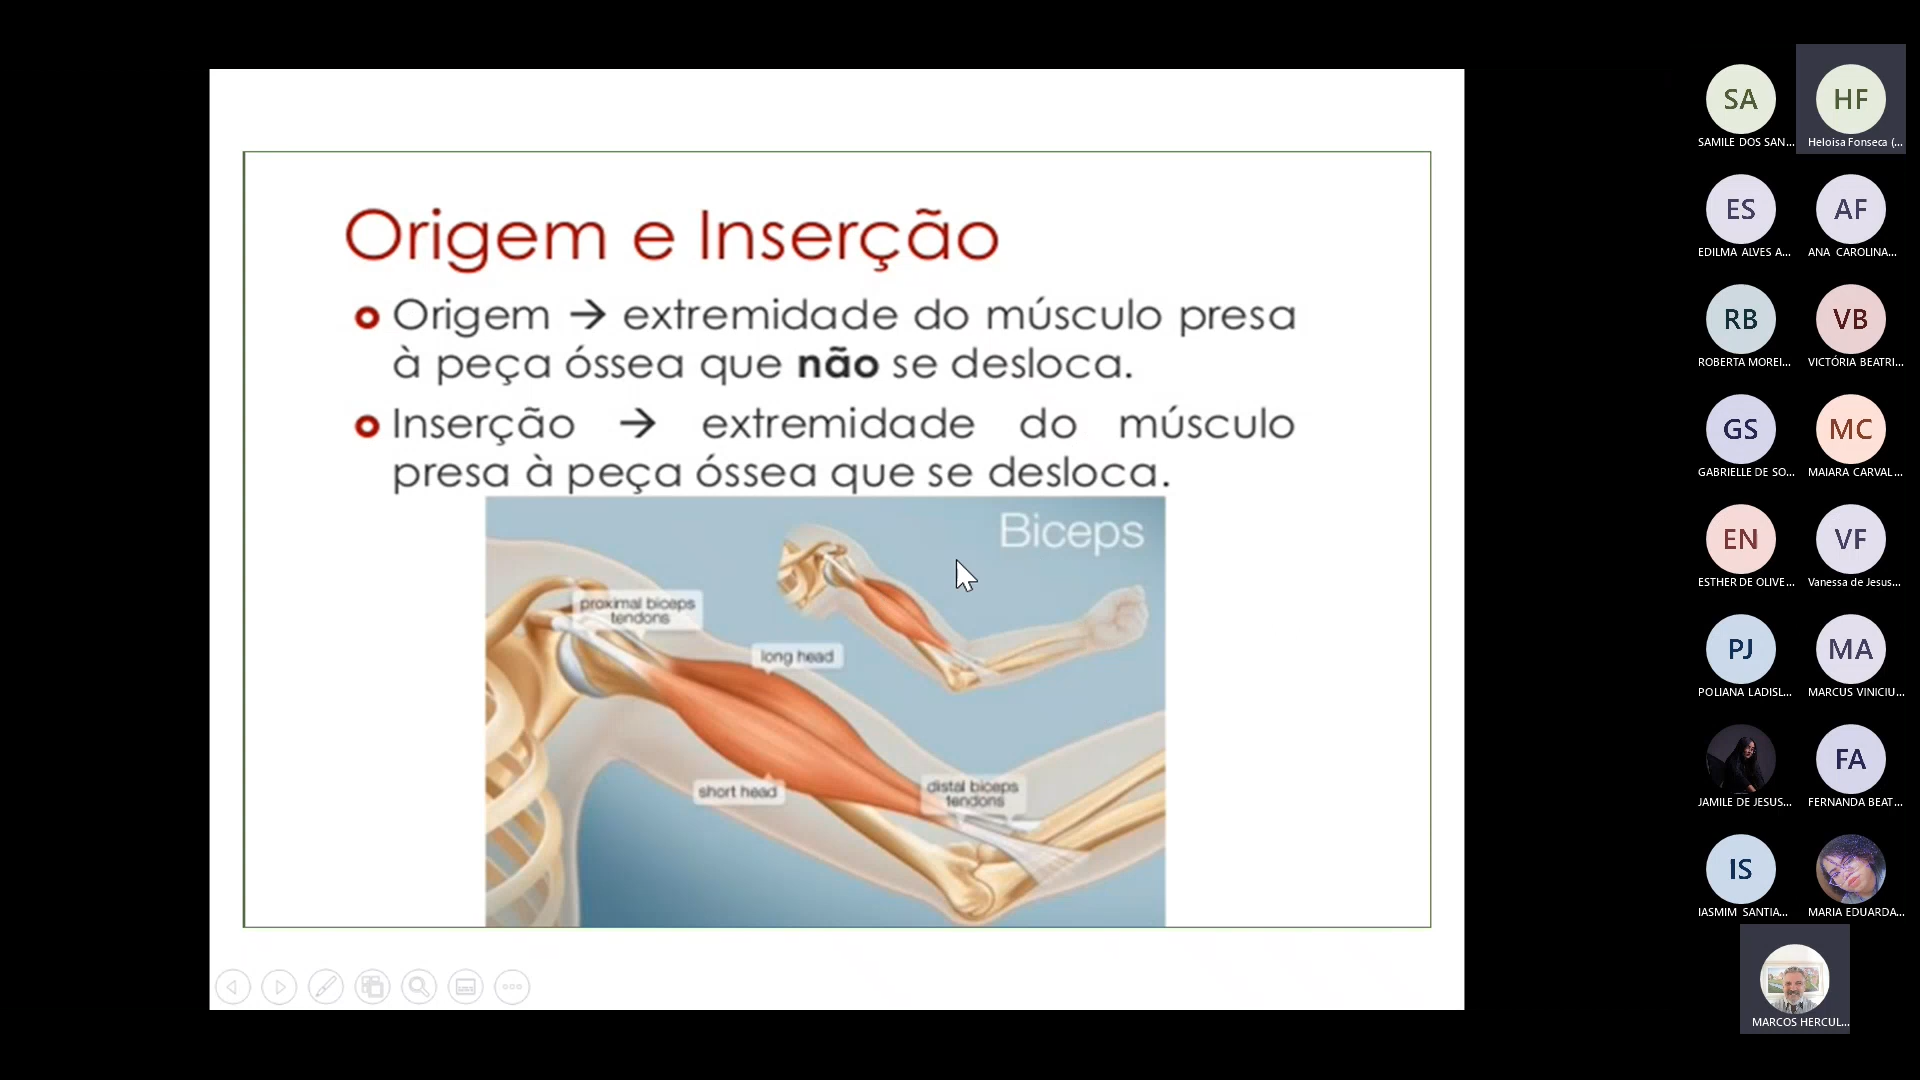 Origem e Inserção
Origem → extremidade do músculo presa
à peça óssea que não se desloca.
Inserção → extremidade do músculo
presa à peça óssea que se desloca.
Biceps
proximal biceps
tendons
long head
short head
distal biceps
tendons
SA
SAMILE DOS SAN...
HF
Heloisa Fonseca (...
ES
EDILMA ALVES A...
AF
ANA CAROLINA...
RB
ROBERTA MOREI...
VB
VICTÓRIA BEATRI...
GS
GABRIELLE DE SO...
MC
MAIARA CARVAL...
EN
ESTHER DE OLIVE...
VF
Vanessa de Jesus...
PJ
POLIANA LADISL...
MA
MARCUS VINICIU...
JAMILE DE JESUS...
FA
FERNANDA BEAT...
IS
IASMIM SANTIA...
MARIA EDUARDA...
MARCOS HERCUL...